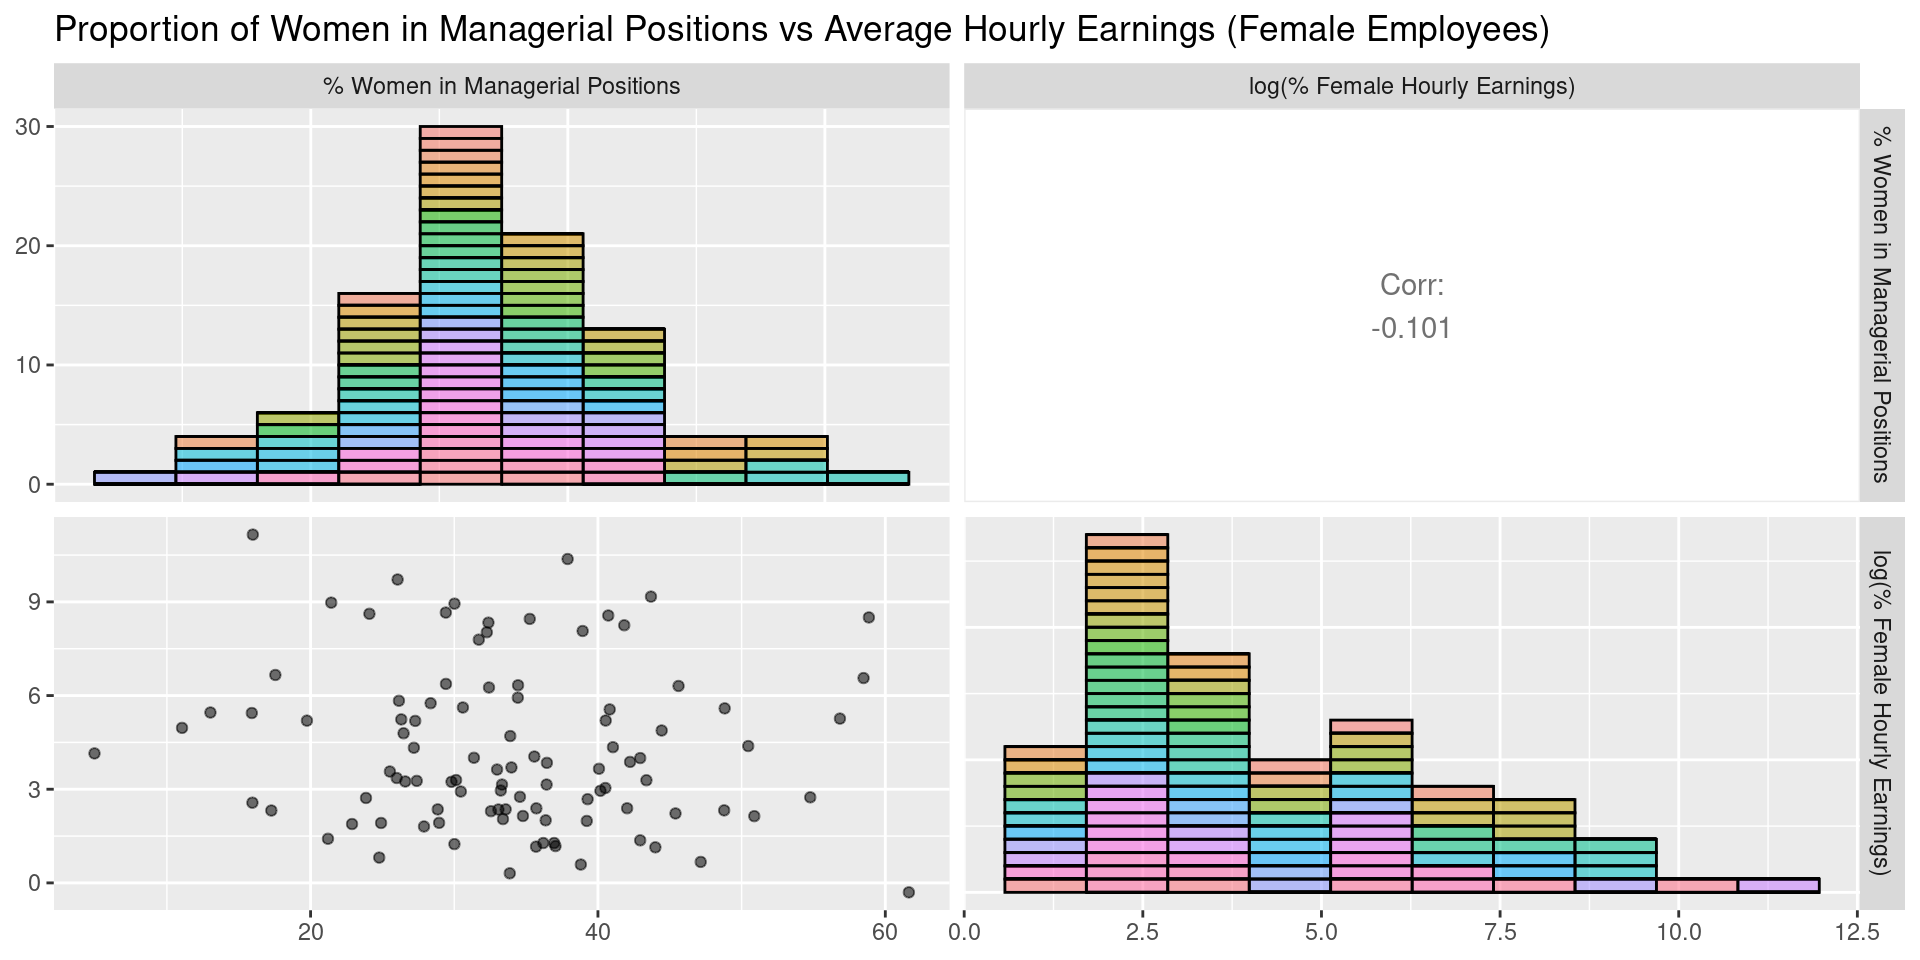 Proportion of Women in Managerial Positions vs Average Hourly Earnings (Female Employees)
% Women in Managerial Positions
log(% Female Hourly Earnings)
30
20
10
0
Corr:
-0.101
% Women in Managerial Positions
9
6
3
0
log(% Female Hourly Earnings)
20 40 60
0.0 2.5 5.0 7.5 10.0 12.5